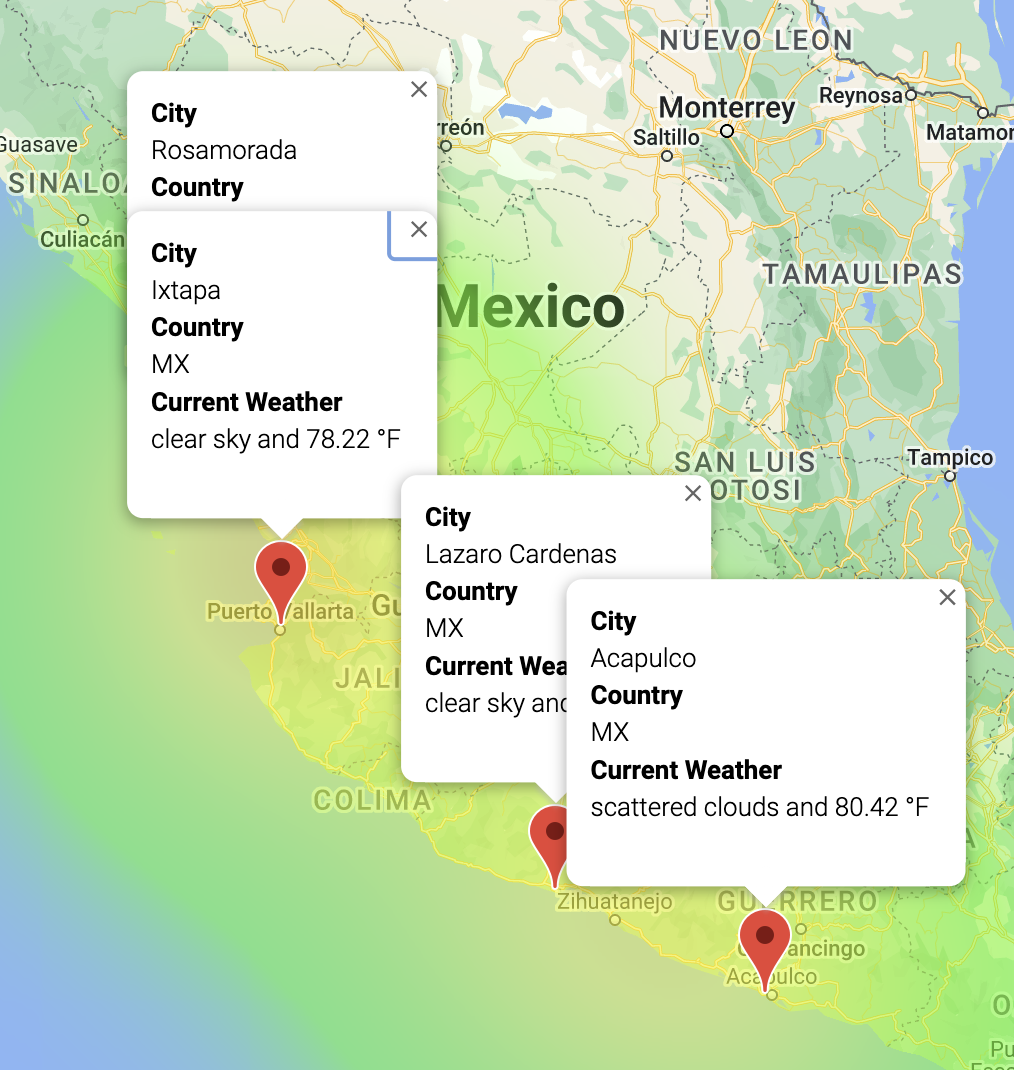 NUEVO LEON
Reynosa
Monterrey
Matamor
Saltillo
Guasave
rreón
SINALOA
Culiacán
City
Rosamorada
Country
City
Ixtapa
Country
MX
Current Weather
clear sky and 78.22 °F
TAMAULIPAS
Mexico
SAN LUIS
OTOSI
Tampico
City
Lazaro Cardenas
Country
MX
Current Wea
clear sky and
City
Acapulco
Country
MX
Current Weather
scattered clouds and 80.42 °F
Puerto Vallarta
Gu
JALI
COLIMA
A
Zihuatanejo
GUERRERO
ancingo
Acapulco
O
Pu